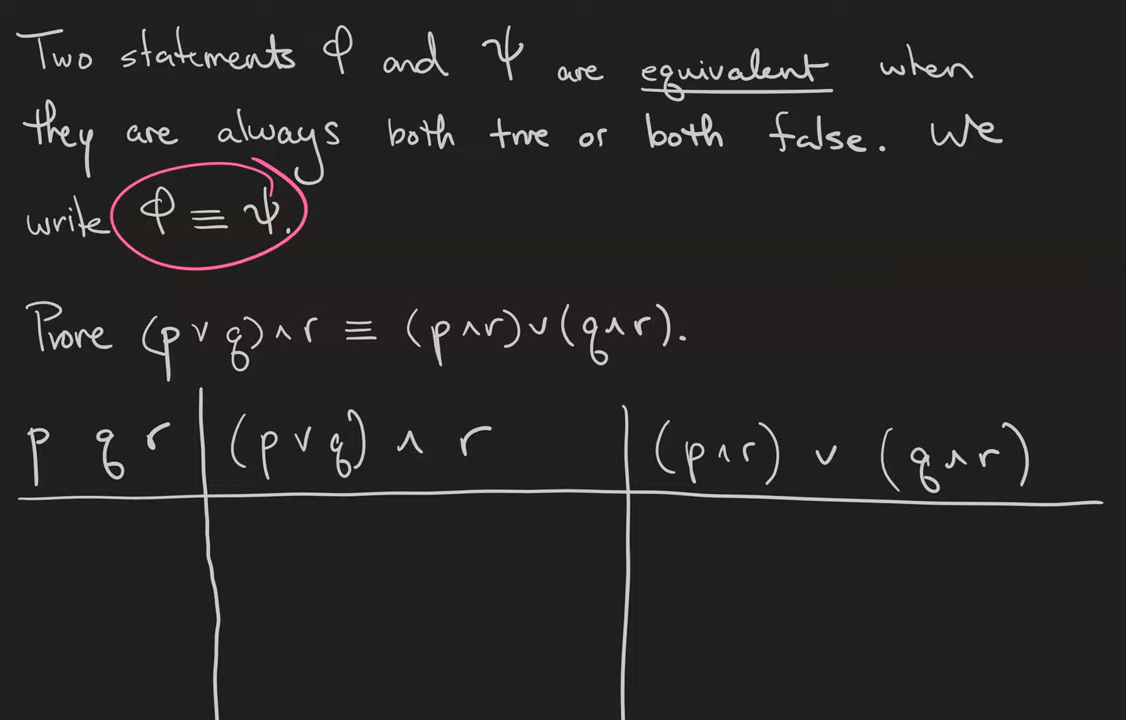 Two statements φ and ψ are equivalent when
they are always both true or both false. We
write φ ≡ ψ.
Prove (p ∨ q) ∧ r ≡ (p ∧ r) ∨ (q ∧ r).
p q r (p ∨ q) ∧ r (p ∧ r) ∨ (q ∧ r)